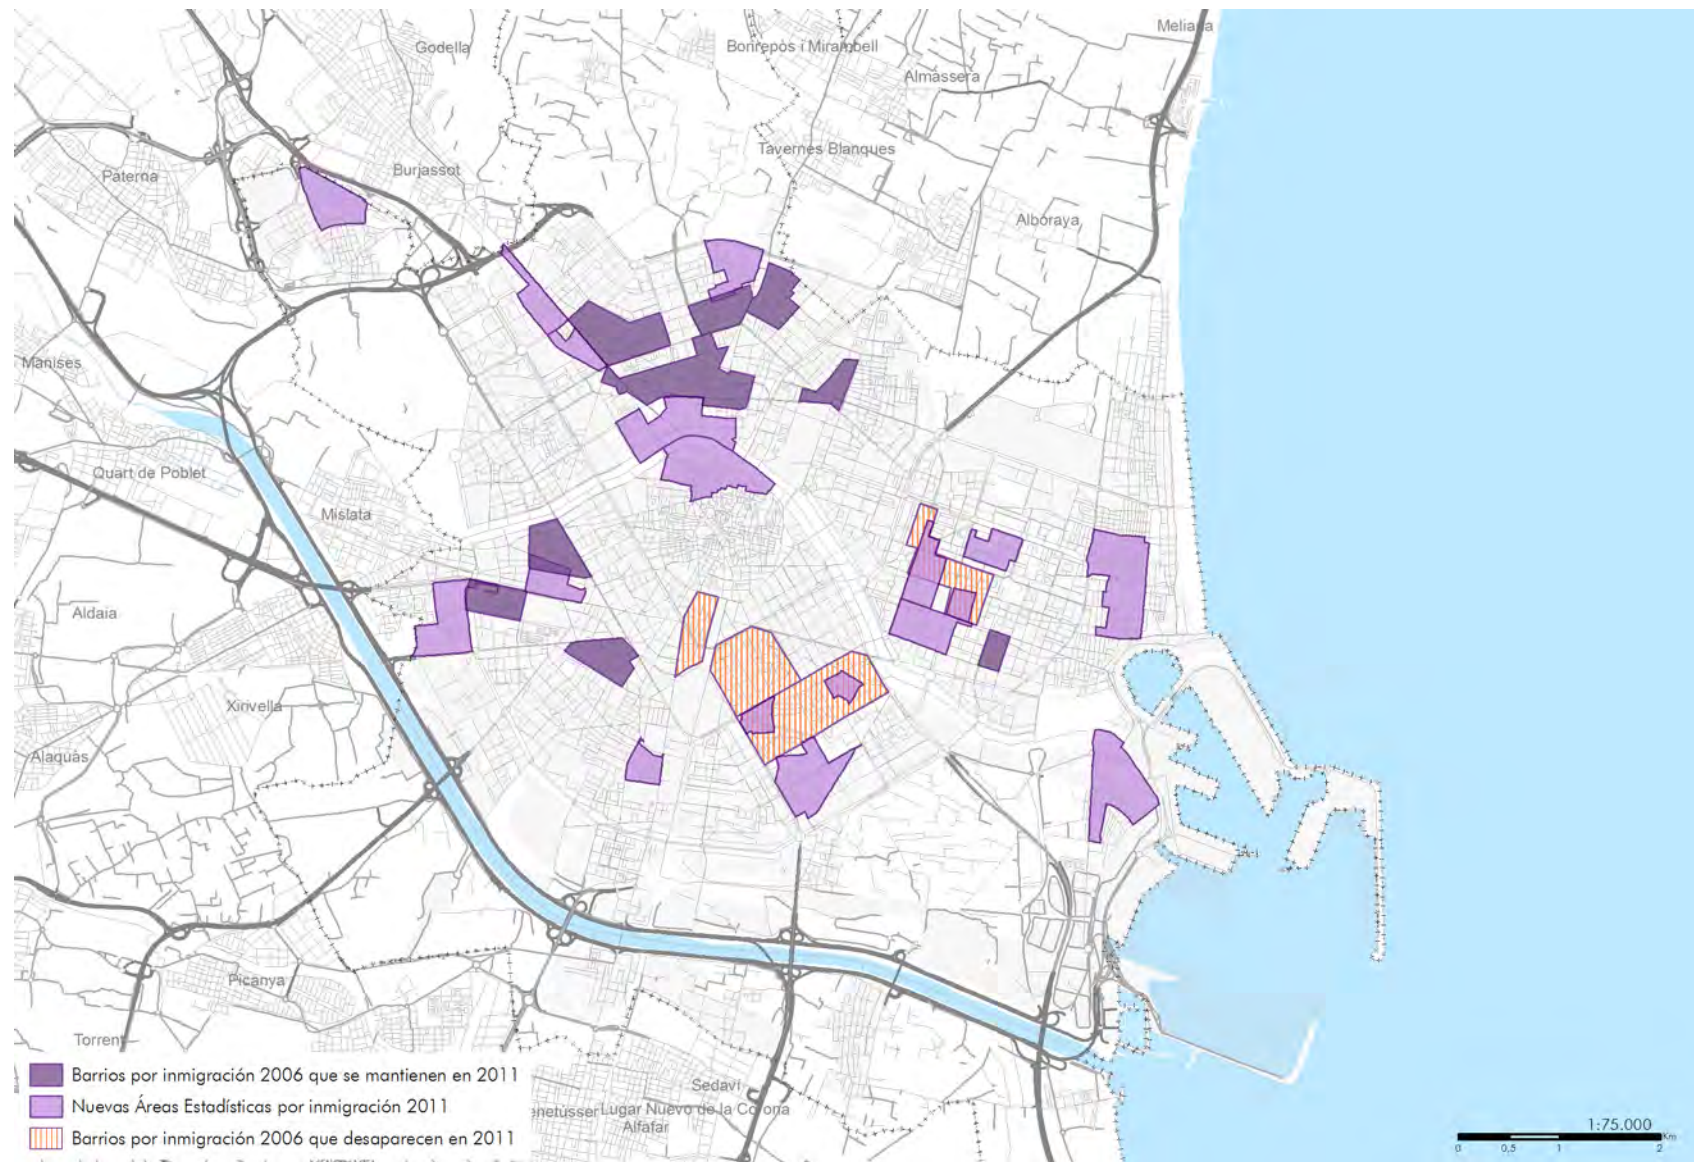 Meliana
Godella
Bonrepòs i Mirambell
Almàssera
Tavernes Blanques
Burjassot
Paterna
Alboraya
Manises
Quart de Poblet
Mislata
Aldaia
Xirivella
Alaquàs
Picanya
Torrent
Sedaví
enetússer Lugar Nuevo de la Corona
Alfafar
Barrios por inmigración 2006 que se mantienen en 2011
Nuevas Áreas Estadísticas por inmigración 2011
Barrios por inmigración 2006 que desaparecen en 2011
1:75.000
Km
0 0,5 1 2